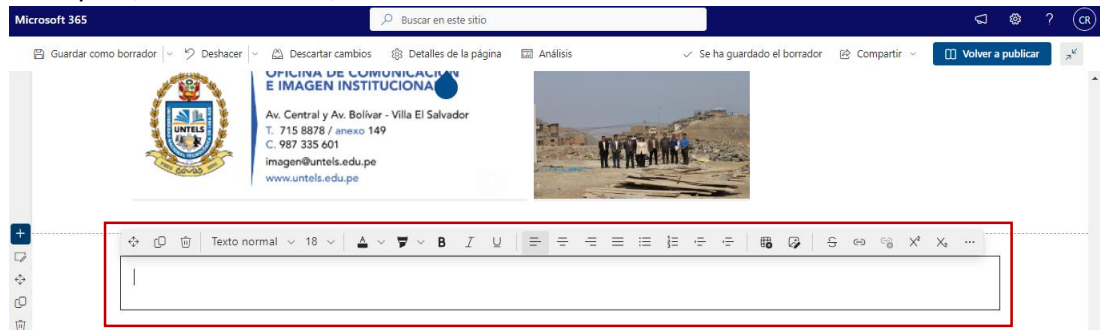 Microsoft 365
Buscar en este sitio
?
CR
Guardar como borrador
Deshacer
Descartar cambios
Detalles de la página
Análisis
Se ha guardado el borrador
Compartir
Volver a publicar
OFICINA DE COMUNICACIÓN
E IMAGEN INSTITUCIONAL
UNTELS
Av. Central y Av. Bolívar - Villa El Salvador
T. 715 8878 / anexo 149
C. 987 335 601
imagen@untels.edu.pe
www.untels.edu.pe
Texto normal
18
A
B
I
U
S
X²
X₂
...